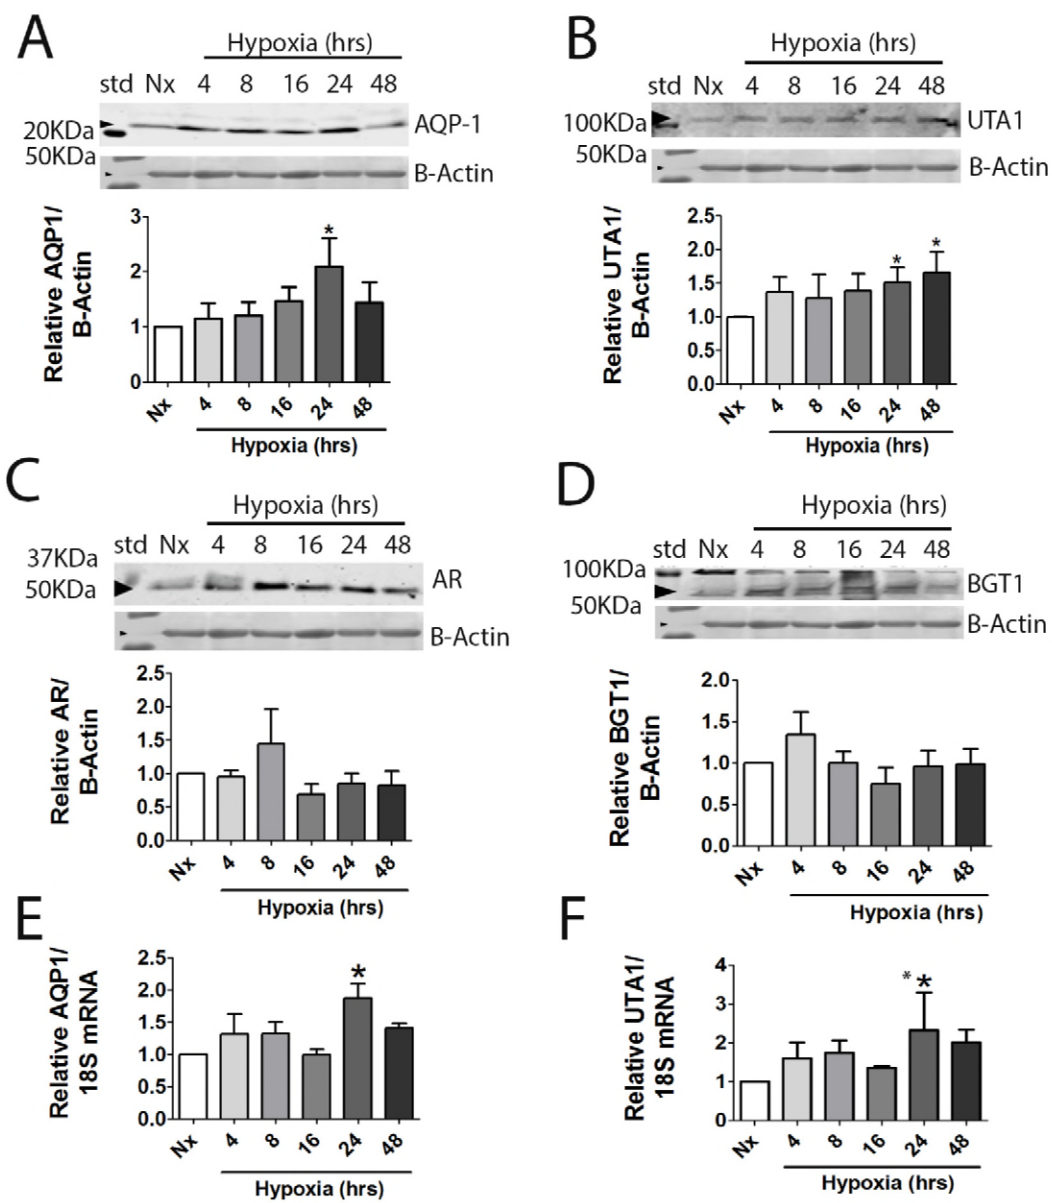 A
Hypoxia (hrs)
std Nx 4 8 16 24 48
20KDa
AQP-1
50KDa
B-Actin
Relative AQP1/
B-Actin
3
2
1
0
Nx 4 8 16 24 48
Hypoxia (hrs)
B
Hypoxia (hrs)
std Nx 4 8 16 24 48
100KDa
UTA1
50KDa
B-Actin
Relative UTA1/
B-Actin
2.5
2.0
1.5
1.0
0.5
0.0
*
* *
Nx 4 8 16 24 48
Hypoxia (hrs)
C
Hypoxia (hrs)
std Nx 4 8 16 24 48
37KDa
50KDa
AR
B-Actin
Relative AR/
B-Actin
2.5
2.0
1.5
1.0
0.5
0.0
Nx 4 8 16 24 48
Hypoxia (hrs)
D
Hypoxia (hrs)
std Nx 4 8 16 24 48
100KDa
BGT1
50KDa
B-Actin
Relative BGT1/
B-Actin
2.0
1.5
1.0
0.5
0.0
Nx 4 8 16 24 48
Hypoxia (hrs)
E
Relative AQP1/
18S mRNA
2.5
2.0
1.5
1.0
0.5
0.0
*
Nx 4 8 16 24 48
Hypoxia (hrs)
F
Relative UTA1/
18S mRNA
4
3
2
1
0
* *
Nx 4 8 16 24 48
Hypoxia (hrs)